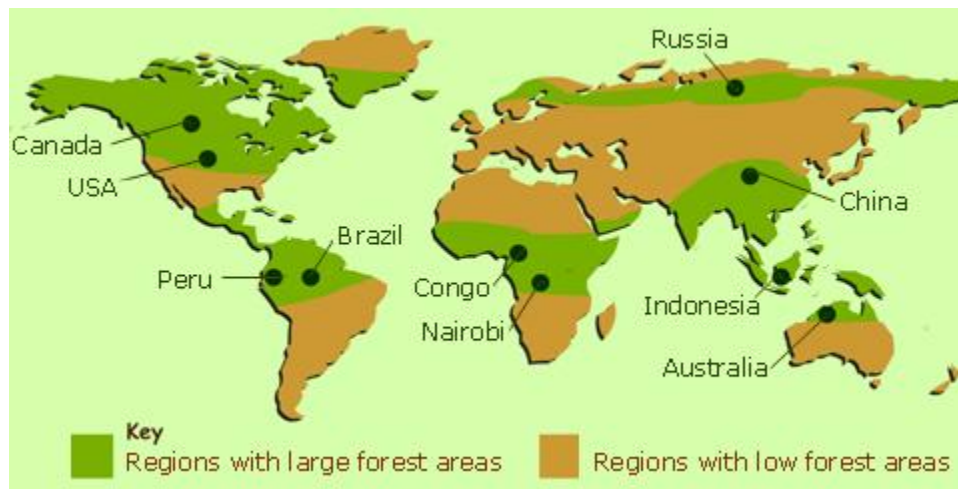 Russia
Canada
USA
China
Brazil
Peru
Congo
Indonesia
Nairobi
Australia
Key
Regions with large forest areas
Regions with low forest areas